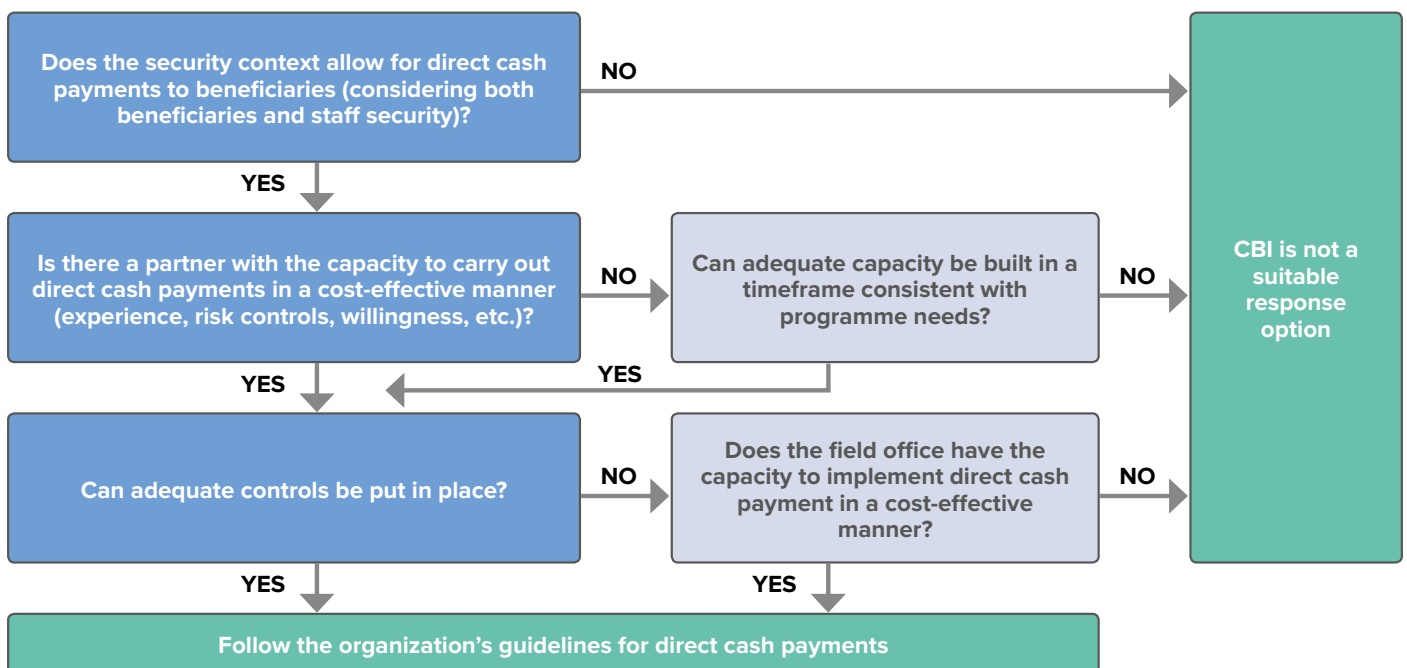 Does the security context allow for direct cash
payments to beneficiaries (considering both
beneficiaries and staff security)?
NO
YES
Is there a partner with the capacity to carry out
direct cash payments in a cost-effective manner
(experience, risk controls, willingness, etc.)?
NO
Can adequate capacity be built in a
timeframe consistent with
programme needs?
NO
CBI is not a
suitable
response
option
YES
YES
Can adequate controls be put in place?
NO
Does the field office have the
capacity to implement direct cash
payment in a cost-effective
manner?
NO
YES
YES
Follow the organization’s guidelines for direct cash payments